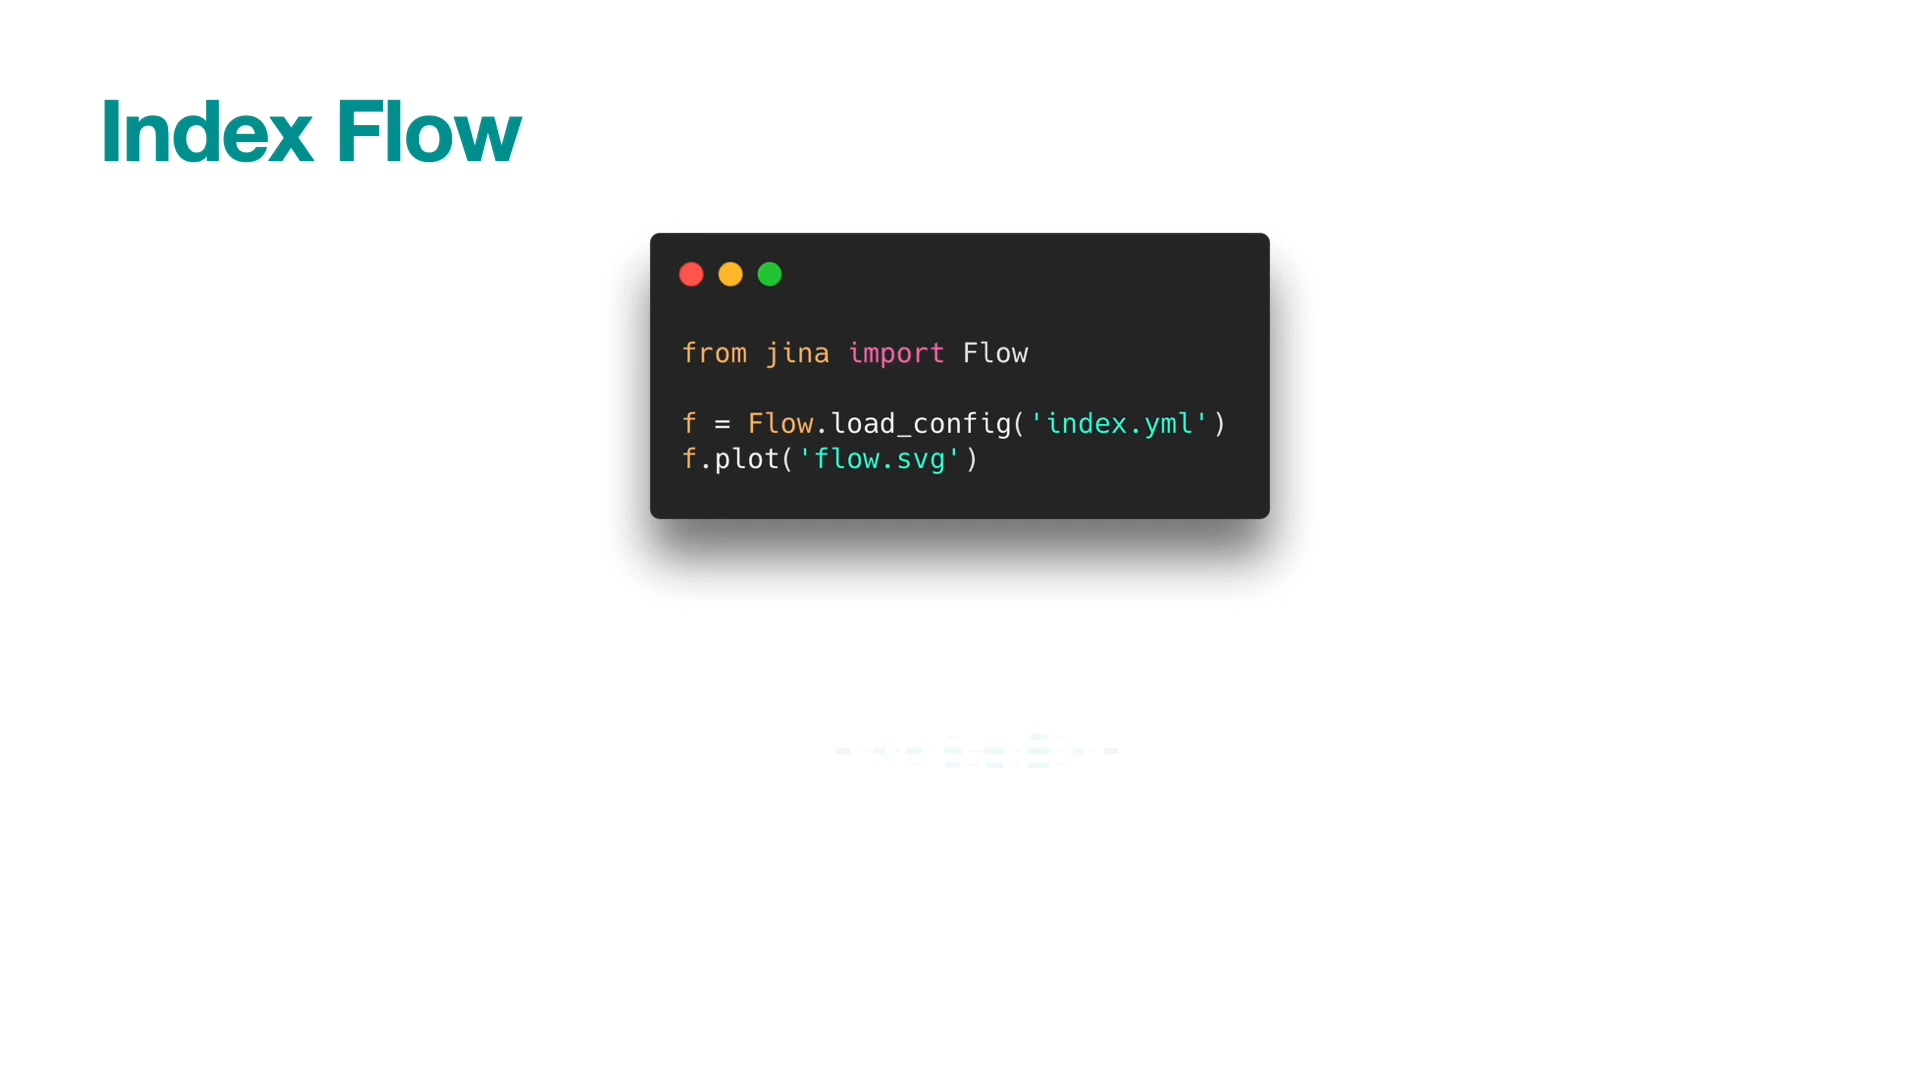 Index Flow
from jina import Flow
f = Flow.load_config('index.yml')
f.plot('flow.svg')